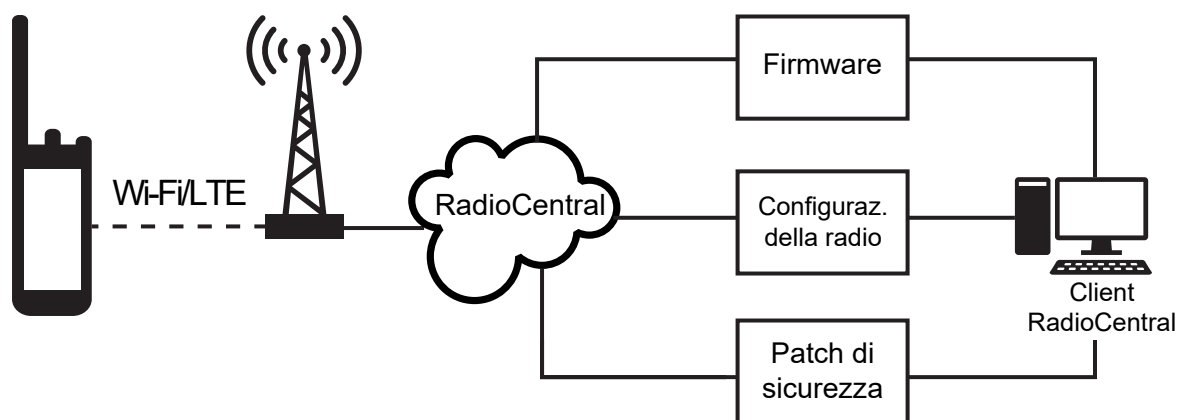 Wi-Fi/LTE
RadioCentral
Firmware
Configuraz.
della radio
Patch di
sicurezza
Client
RadioCentral